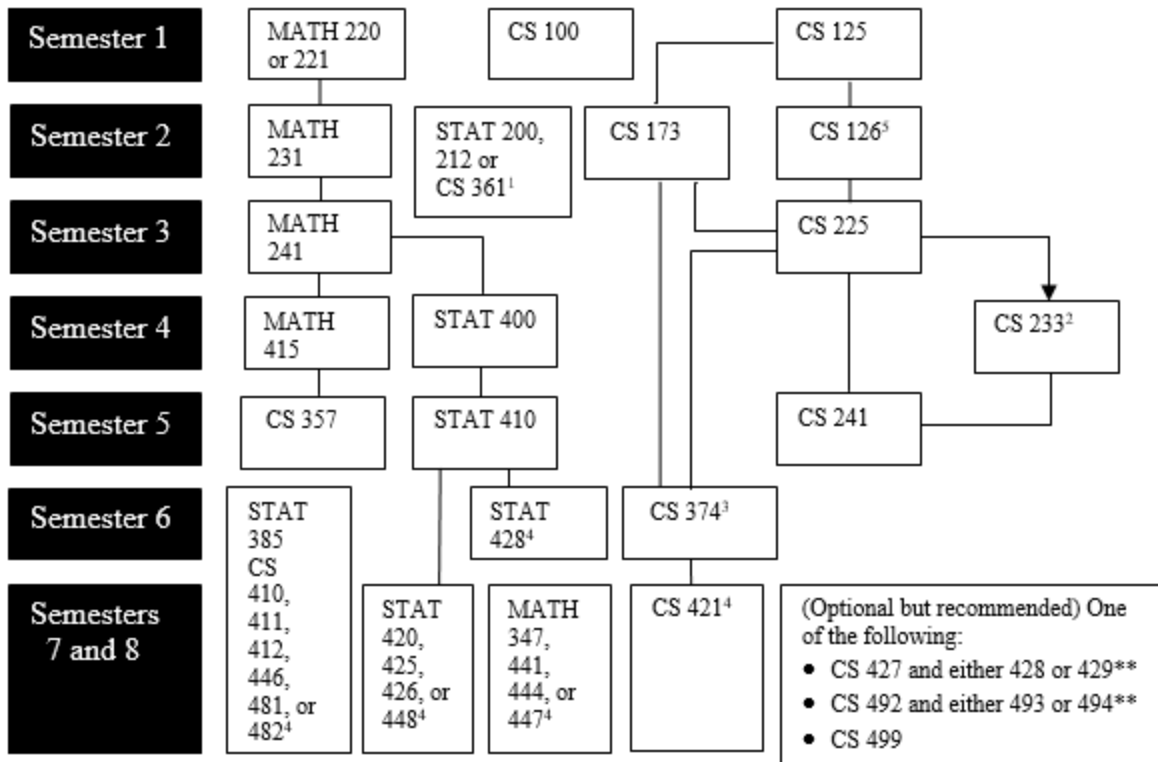 Semester 1
MATH 220
or 221
CS 100
CS 125
Semester 2
MATH
231
STAT 200,
212 or
CS 361¹
CS 173
CS 126⁵
Semester 3
MATH
241
CS 225
Semester 4
MATH
415
STAT 400
CS 233²
Semester 5
CS 357
STAT 410
CS 241
Semester 6
STAT
385
CS
410,
411,
412,
446,
481, or
482⁴
STAT
428⁴
CS 374³
Semesters
7 and 8
STAT
420,
425,
426, or
448⁴
MATH
347,
441,
444, or
447⁴
CS 421⁴
(Optional but recommended) One
of the following:
• CS 427 and either 428 or 429**
• CS 492 and either 493 or 494**
• CS 499